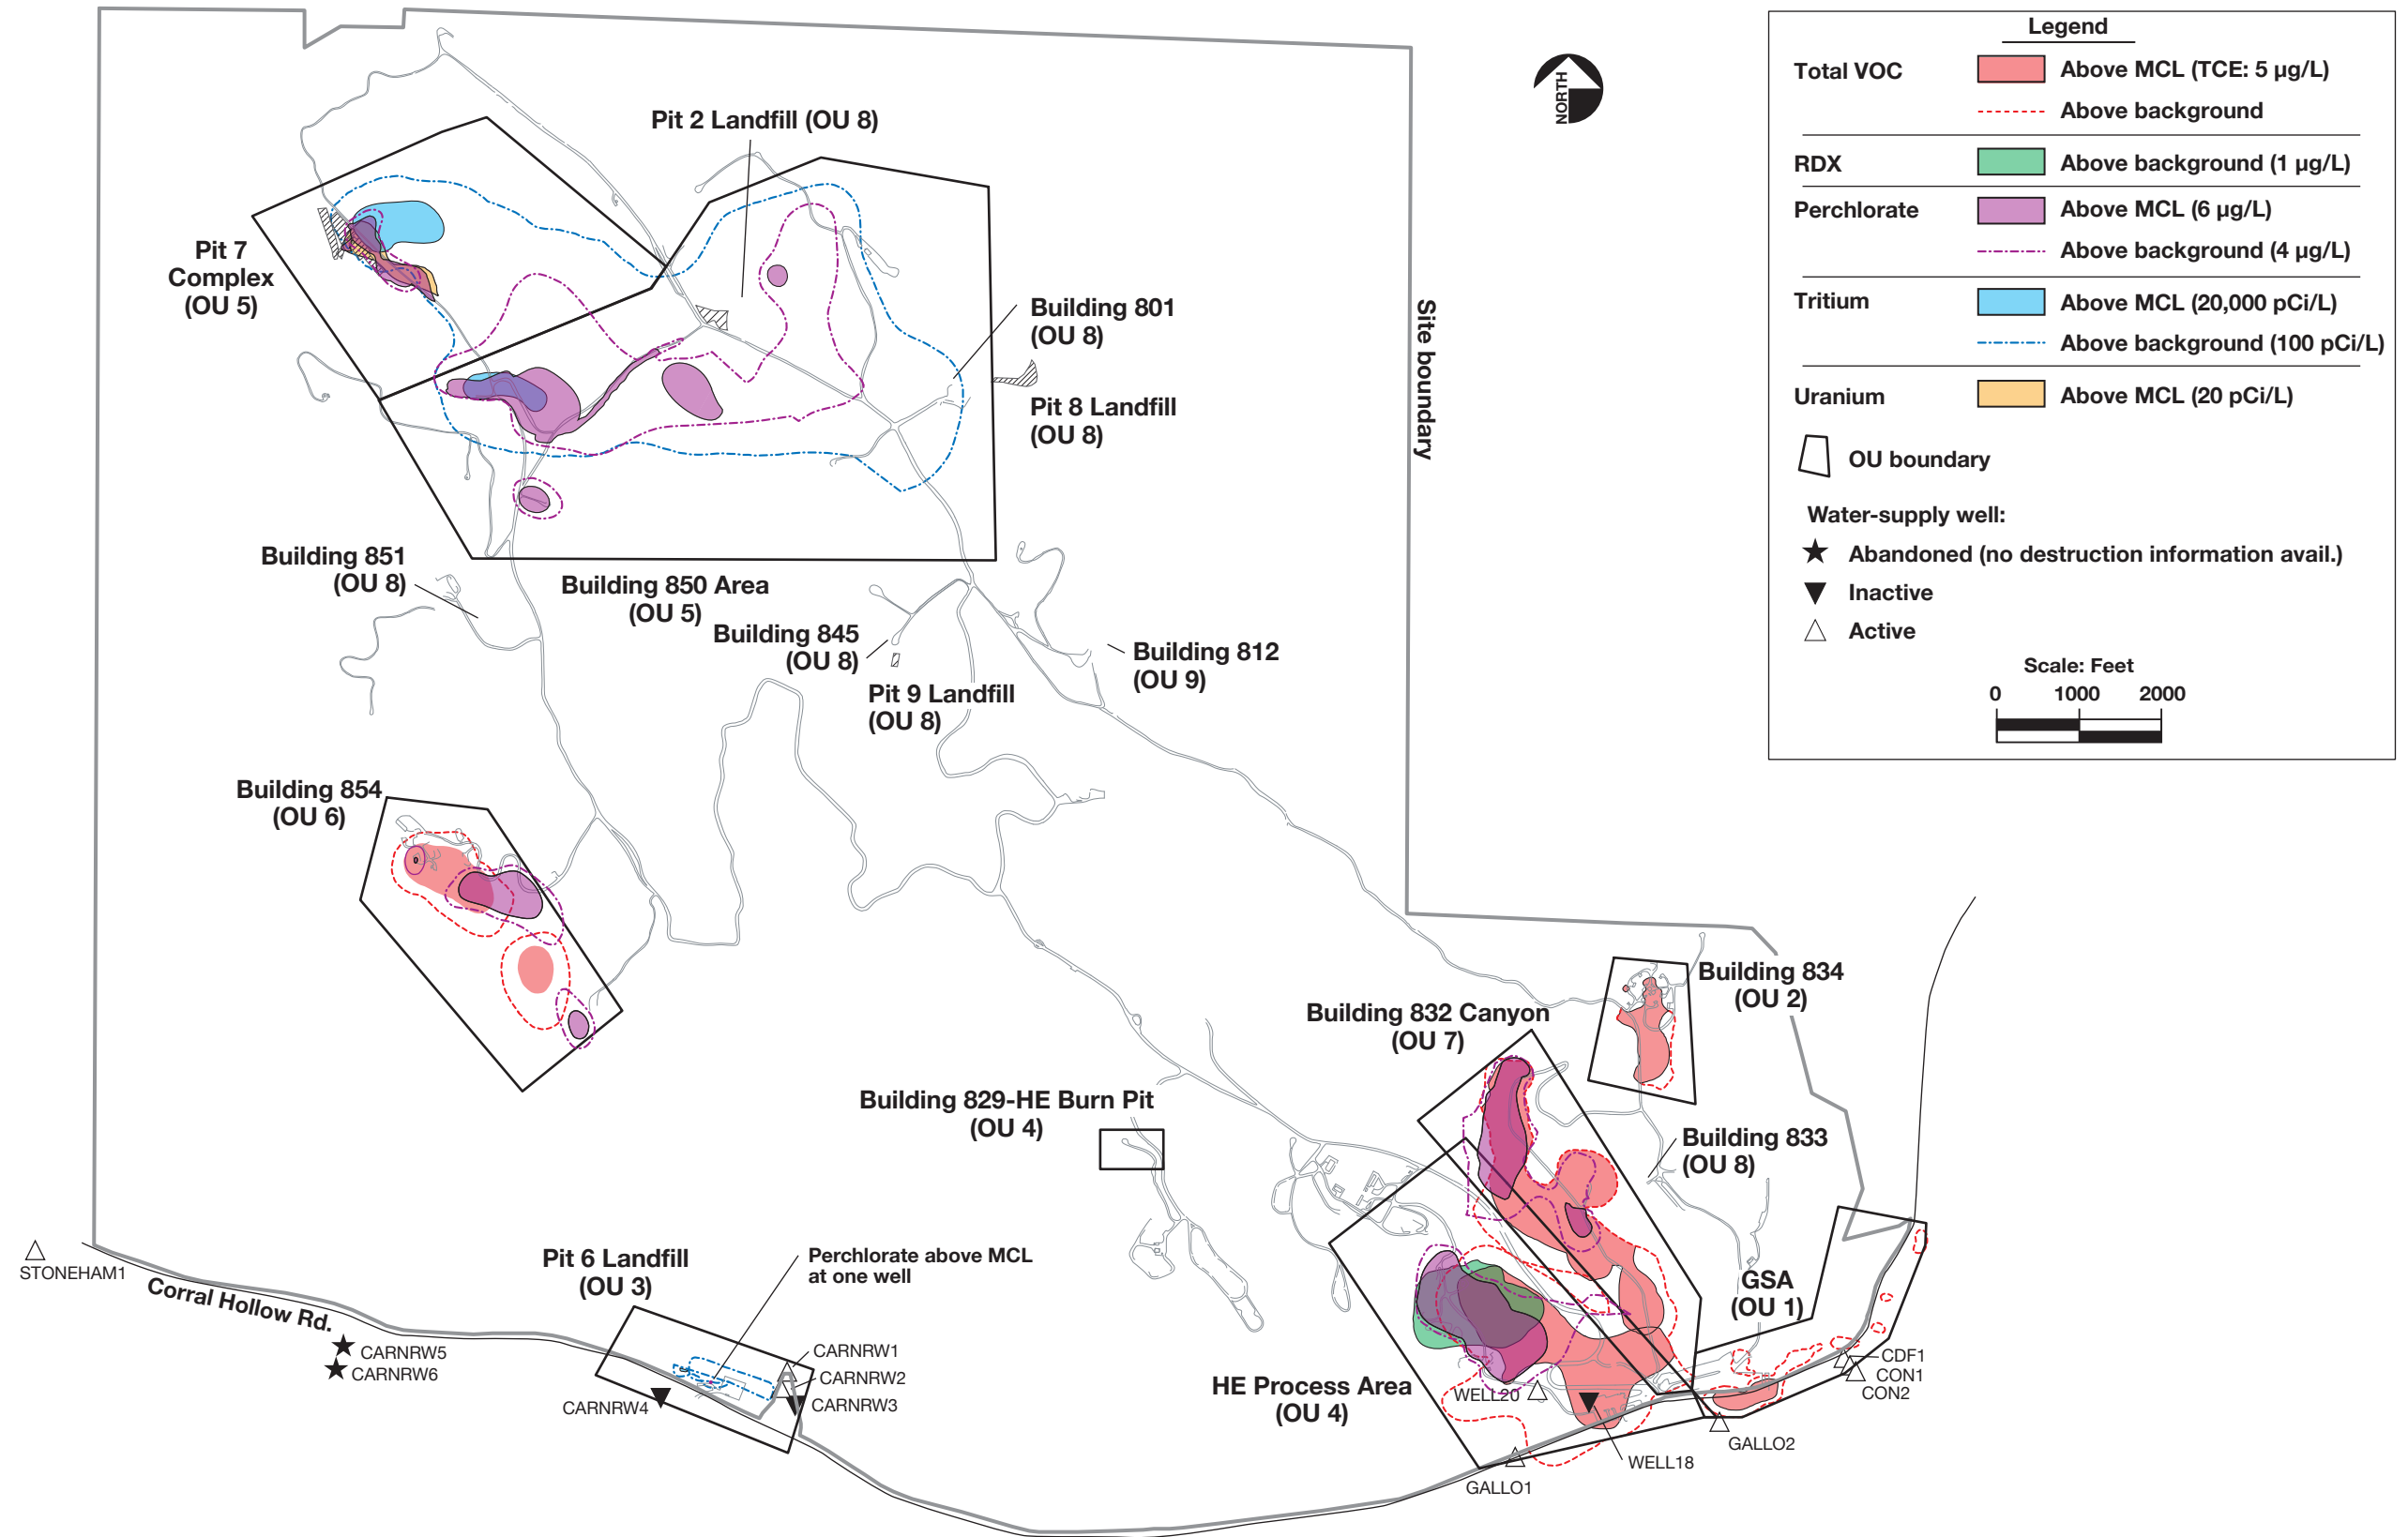 Legend
Total VOC
Above MCL (TCE: 5 µg/L)
Above background
RDX
Above background (1 µg/L)
Perchlorate
Above MCL (6 µg/L)
Above background (4 µg/L)
Tritium
Above MCL (20,000 pCi/L)
Above background (100 pCi/L)
Uranium
Above MCL (20 pCi/L)
OU boundary
Water-supply well:
Abandoned (no destruction information avail.)
Inactive
Active
Scale: Feet
0 1000 2000
NORTH
Site boundary
Pit 2 Landfill (OU 8)
Pit 7
Complex
(OU 5)
Building 801
(OU 8)
Pit 8 Landfill
(OU 8)
Building 851
(OU 8)
Building 850 Area
(OU 5)
Building 845
(OU 8)
Pit 9 Landfill
(OU 8)
Building 812
(OU 9)
Building 854
(OU 6)
Building 834
(OU 2)
Building 832 Canyon
(OU 7)
Building 829-HE Burn Pit
(OU 4)
Building 833
(OU 8)
STONEHAM1
Corral Hollow Rd.
CARNRW5
CARNRW6
Pit 6 Landfill
(OU 3)
Perchlorate above MCL
at one well
CARNRW1
CARNRW2
CARNRW3
CARNRW4
GSA
(OU 1)
HE Process Area
(OU 4)
WELL20
CDF1
CON1
CON2
GALLO2
WELL18
GALLO1